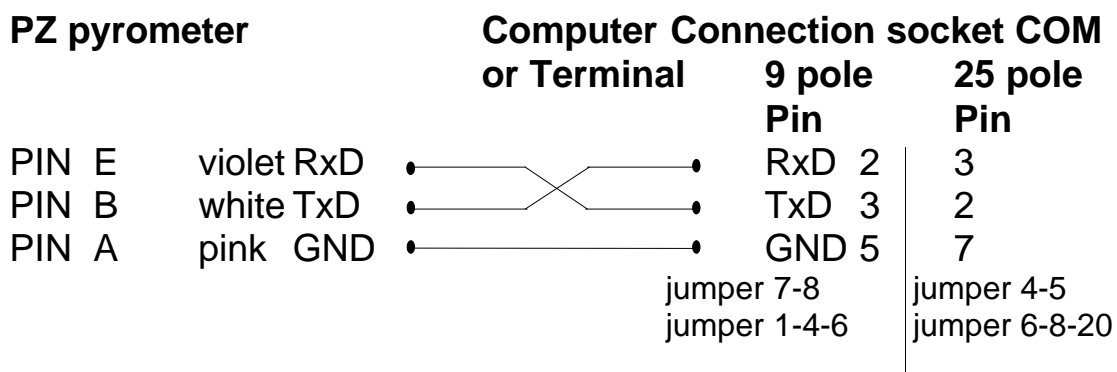 PZ pyrometer Computer Connection socket COM
or Terminal 9 pole 25 pole
Pin Pin
PIN E violet RxD RxD 2 3
PIN B white TxD TxD 3 2
PIN A pink GND GND 5 7
jumper 7-8 jumper 4-5
jumper 1-4-6 jumper 6-8-20